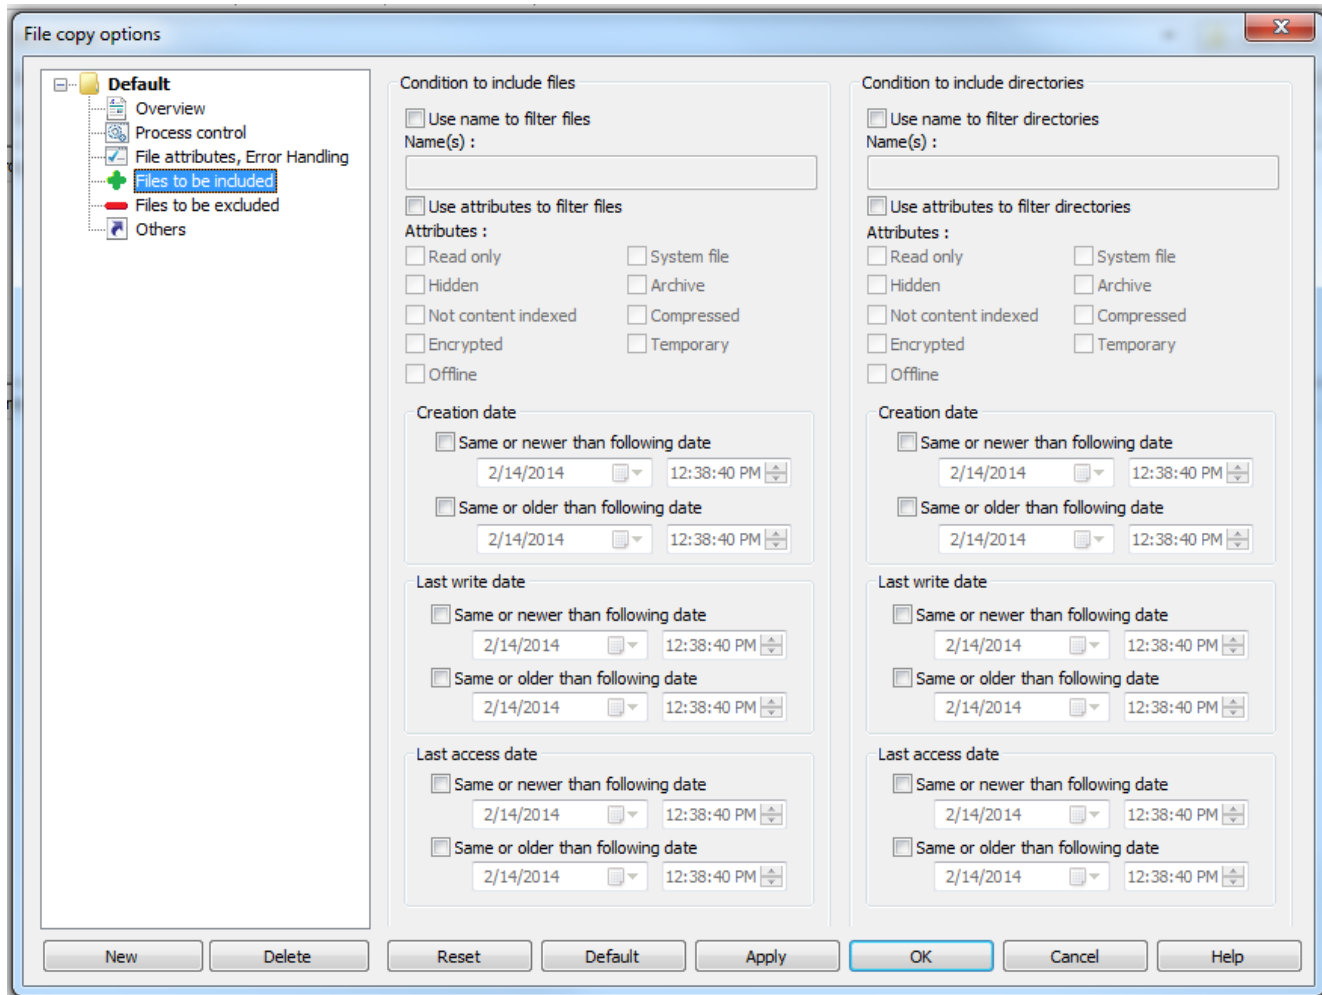 File copy options
Default
Overview
Process control
File attributes, Error Handling
Files to be included
Files to be excluded
Others
Condition to include files
Use name to filter files
Name(s) :
Use attributes to filter files
Attributes :
Read only
System file
Hidden
Archive
Not content indexed
Compressed
Encrypted
Temporary
Offline
Creation date
Same or newer than following date
2/14/2014 12:38:40 PM
Same or older than following date
2/14/2014 12:38:40 PM
Last write date
Same or newer than following date
2/14/2014 12:38:40 PM
Same or older than following date
2/14/2014 12:38:40 PM
Last access date
Same or newer than following date
2/14/2014 12:38:40 PM
Same or older than following date
2/14/2014 12:38:40 PM
Condition to include directories
Use name to filter directories
Name(s) :
Use attributes to filter directories
Attributes :
Read only
System file
Hidden
Archive
Not content indexed
Compressed
Encrypted
Temporary
Offline
Creation date
Same or newer than following date
2/14/2014 12:38:40 PM
Same or older than following date
2/14/2014 12:38:40 PM
Last write date
Same or newer than following date
2/14/2014 12:38:40 PM
Same or older than following date
2/14/2014 12:38:40 PM
Last access date
Same or newer than following date
2/14/2014 12:38:40 PM
Same or older than following date
2/14/2014 12:38:40 PM
New Delete Reset Default Apply OK Cancel Help